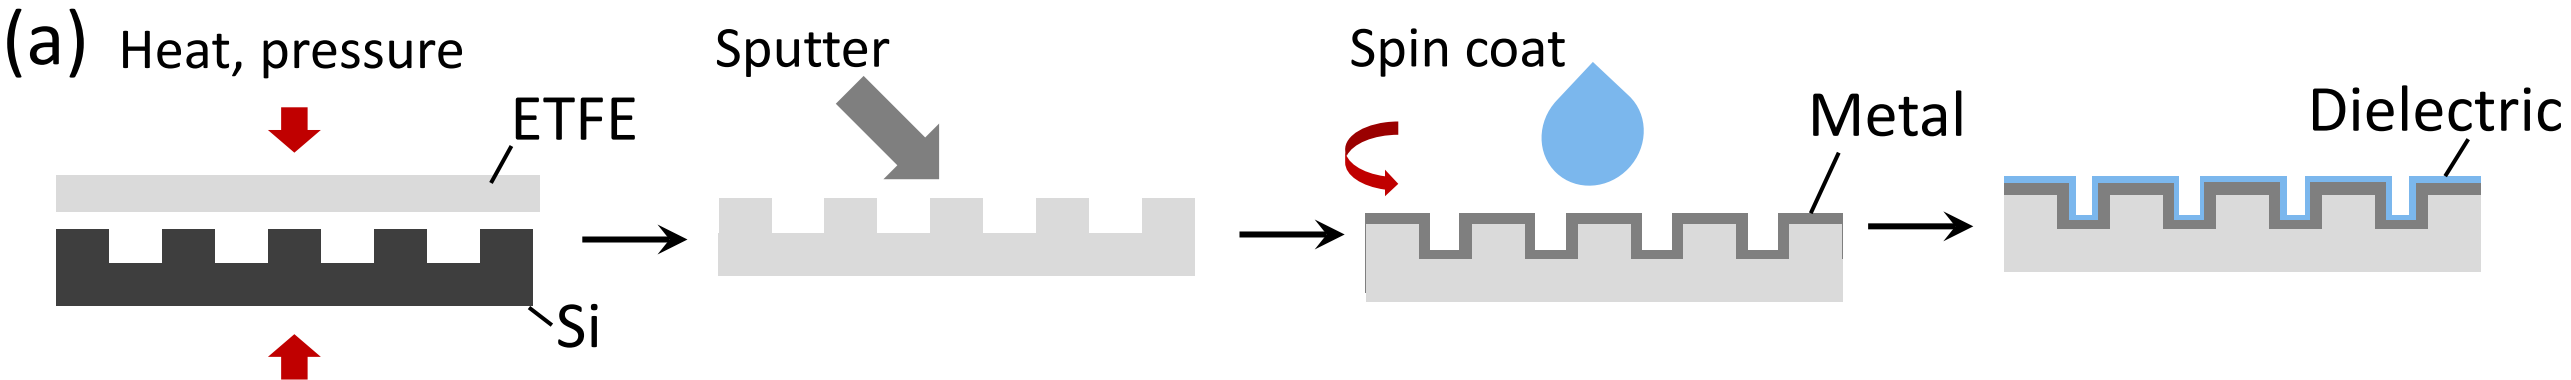 (a)
Heat, pressure
ETFE
Si
Sputter
Spin coat
Metal
Dielectric